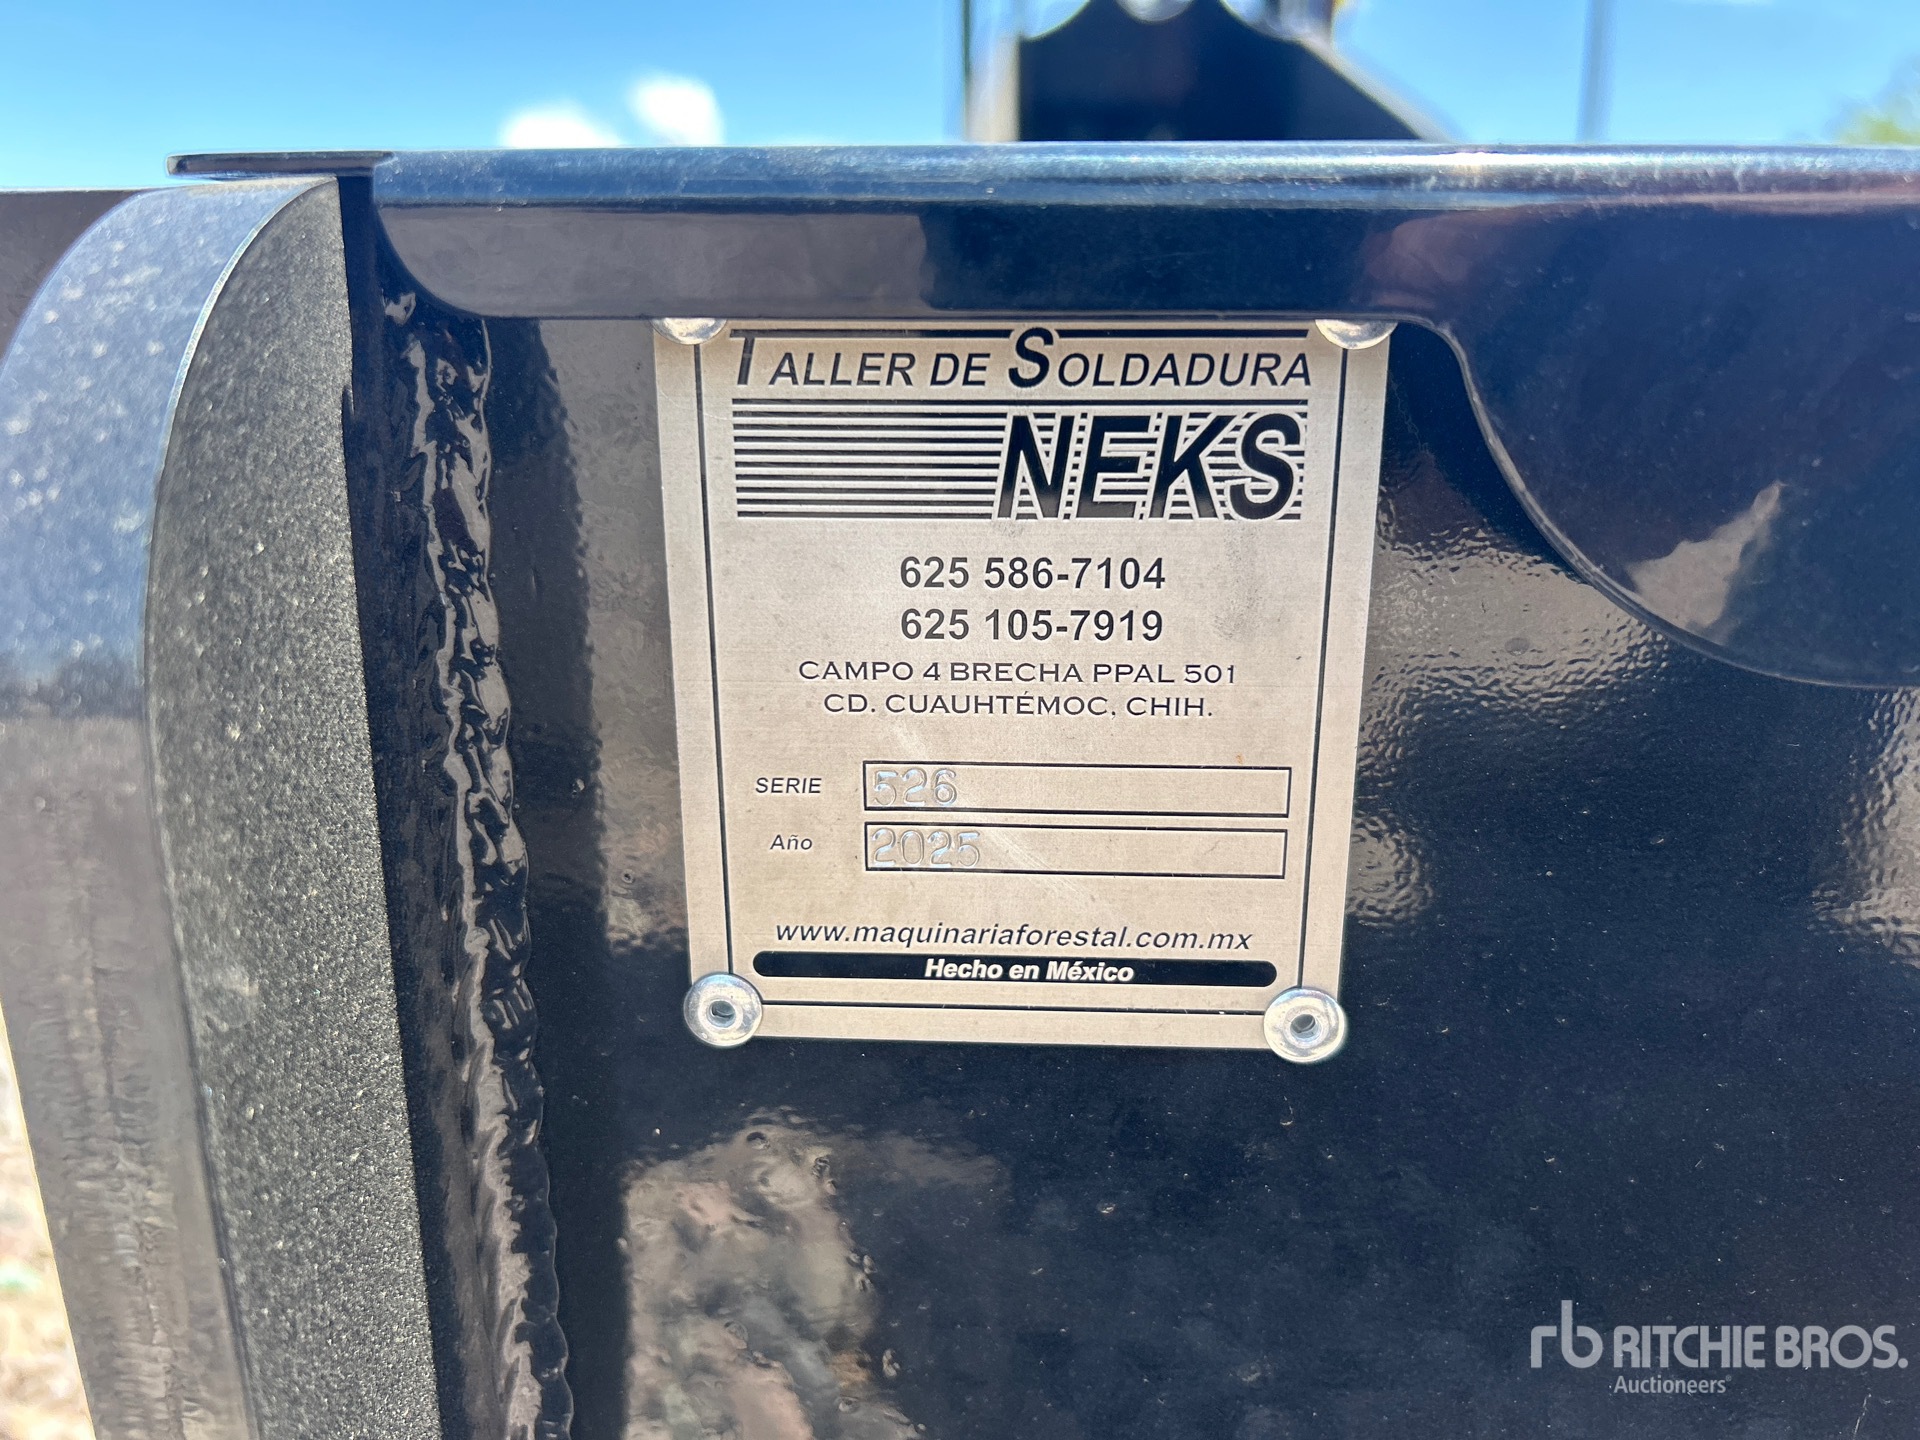 TALLER DE SOLDADURA
NEKS
625 586-7104
625 105-7919
CAMPO 4 BRECHA PPAL 501
CD. CUAUHTÉMOC, CHIH.
SERIE 526
Año 2025
www.maquinariaforestal.com.mx
Hecho en México
rb RITCHIE BROS.
Auctioneers®